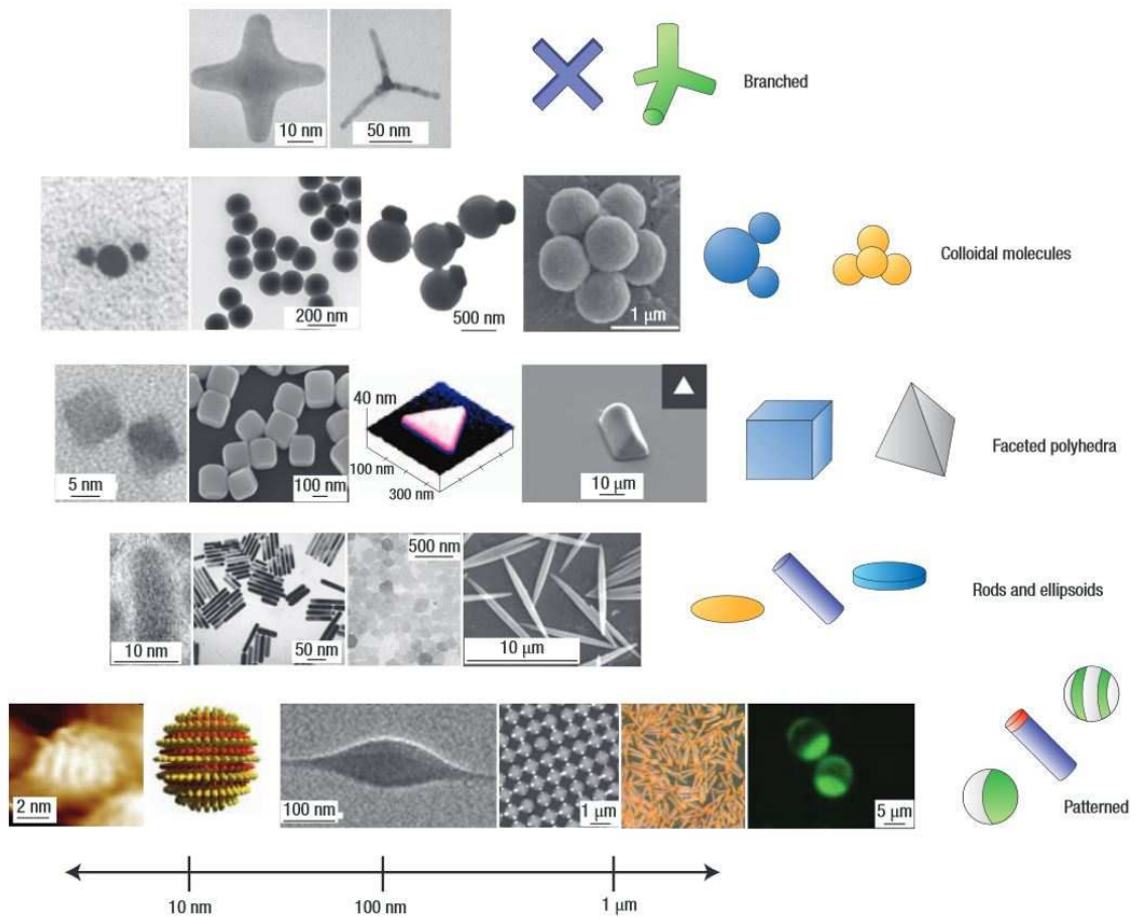 10 nm
50 nm
Branched
200 nm
500 nm
1 μm
Colloidal molecules
5 nm
100 nm
40 nm
100 nm
300 nm
10 μm
Faceted polyhedra
10 nm
50 nm
500 nm
10 μm
Rods and ellipsoids
2 nm
100 nm
1 μm
5 μm
Patterned
10 nm
100 nm
1 μm